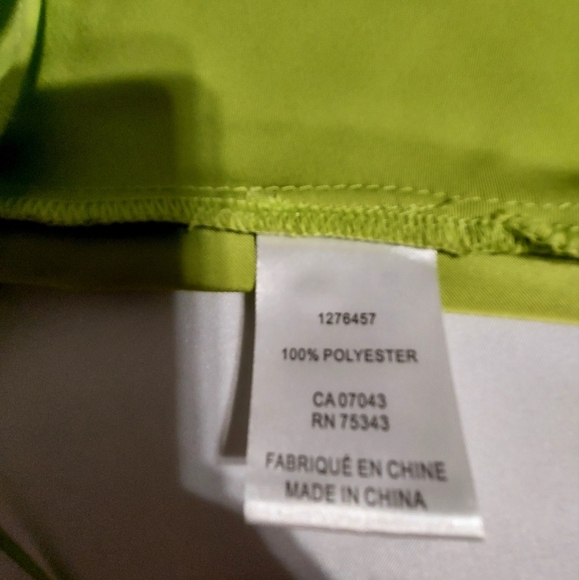 1276457
100% POLYESTER
CA 07043
RN 75343
FABRIQUÉ EN CHINE
MADE IN CHINA